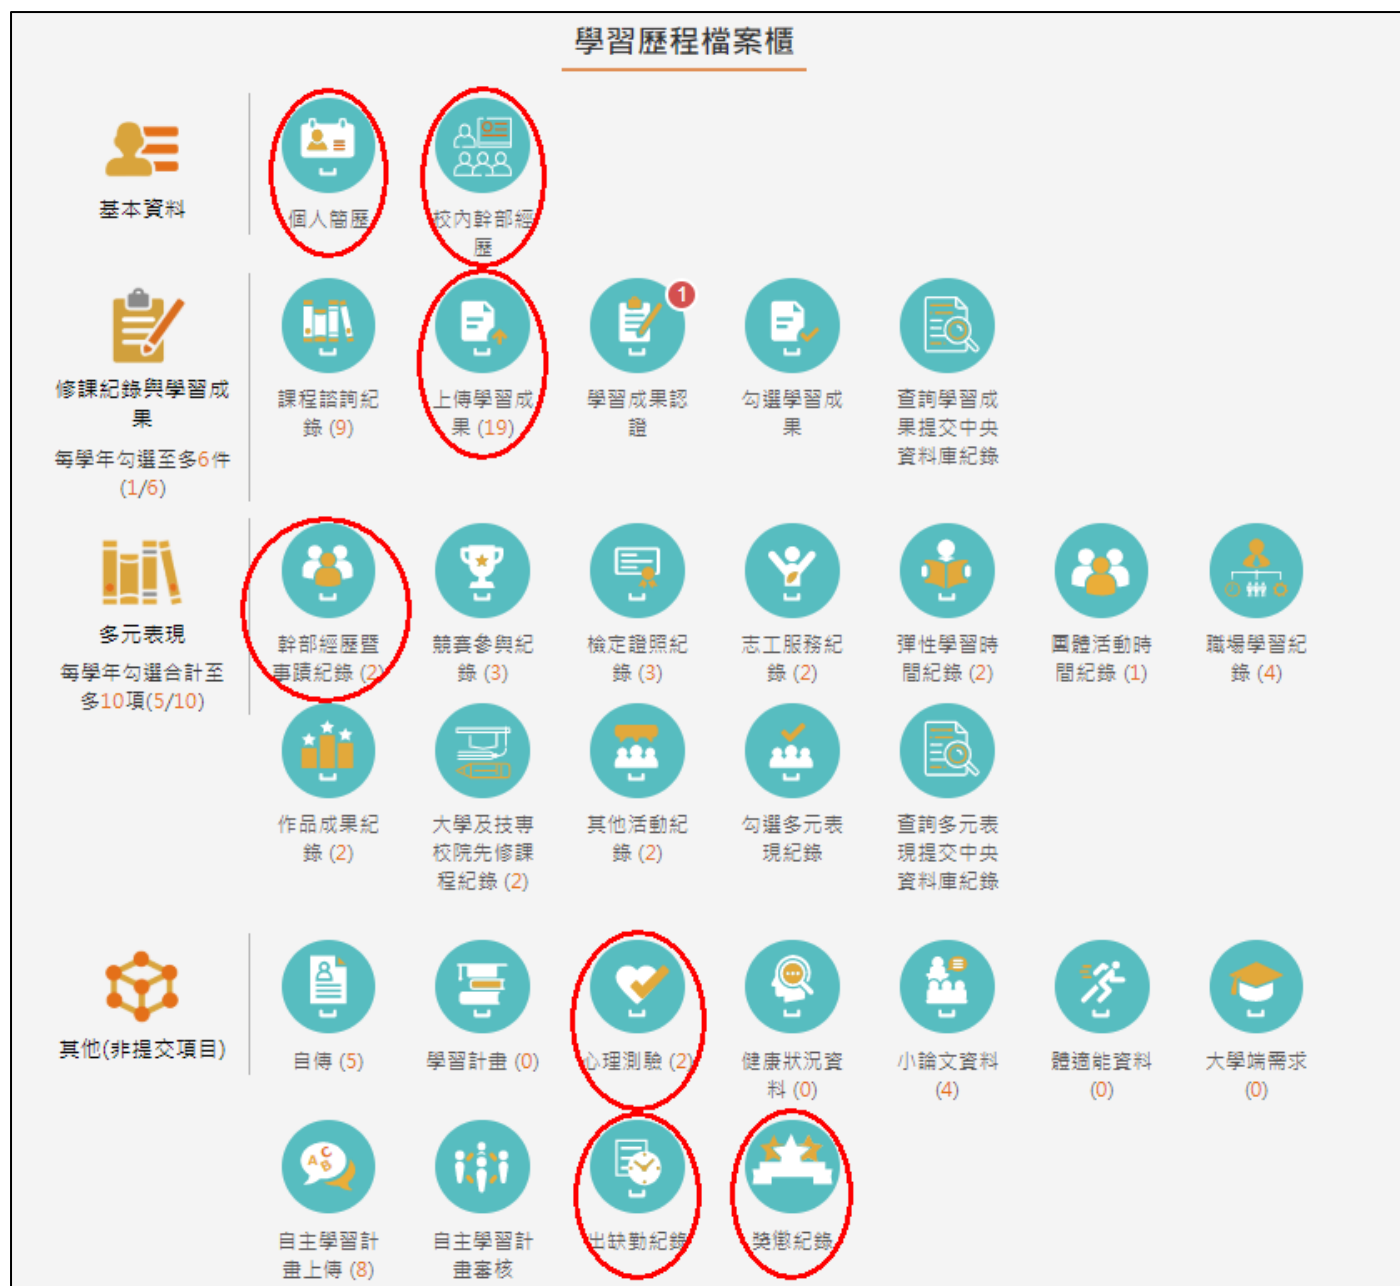 學習歷程檔案櫃
基本資料
個人簡歷
校內幹部經
歷
修課紀錄與學習成
果
每學年勾選至多6件
(1/6)
課程諮詢紀
錄 (9)
上傳學習成
果 (19)
1
學習成果認
證
勾選學習成
果
查詢學習成
果提交中央
資料庫紀錄
多元表現
每學年勾選合計至
多10項(5/10)
幹部經歷暨
事蹟紀錄 (2)
競賽參與紀
錄 (3)
檢定證照紀
錄 (3)
志工服務紀
錄 (2)
彈性學習時
間紀錄 (2)
團體活動時
間紀錄 (1)
職場學習紀
錄 (4)
作品成果紀
錄 (2)
大學及技專
校院先修課
程紀錄 (2)
其他活動紀
錄 (2)
勾選多元表
現紀錄
查詢多元表
現提交中央
資料庫紀錄
其他(非提交項目)
自傳 (5)
學習計畫 (0)
心理測驗 (2)
健康狀況資
料 (0)
小論文資料
(4)
體適能資料
(0)
大學端需求
(0)
A C
B
自主學習計
畫上傳 (8)
自主學習計
畫審核
出缺勤紀錄
獎懲紀錄